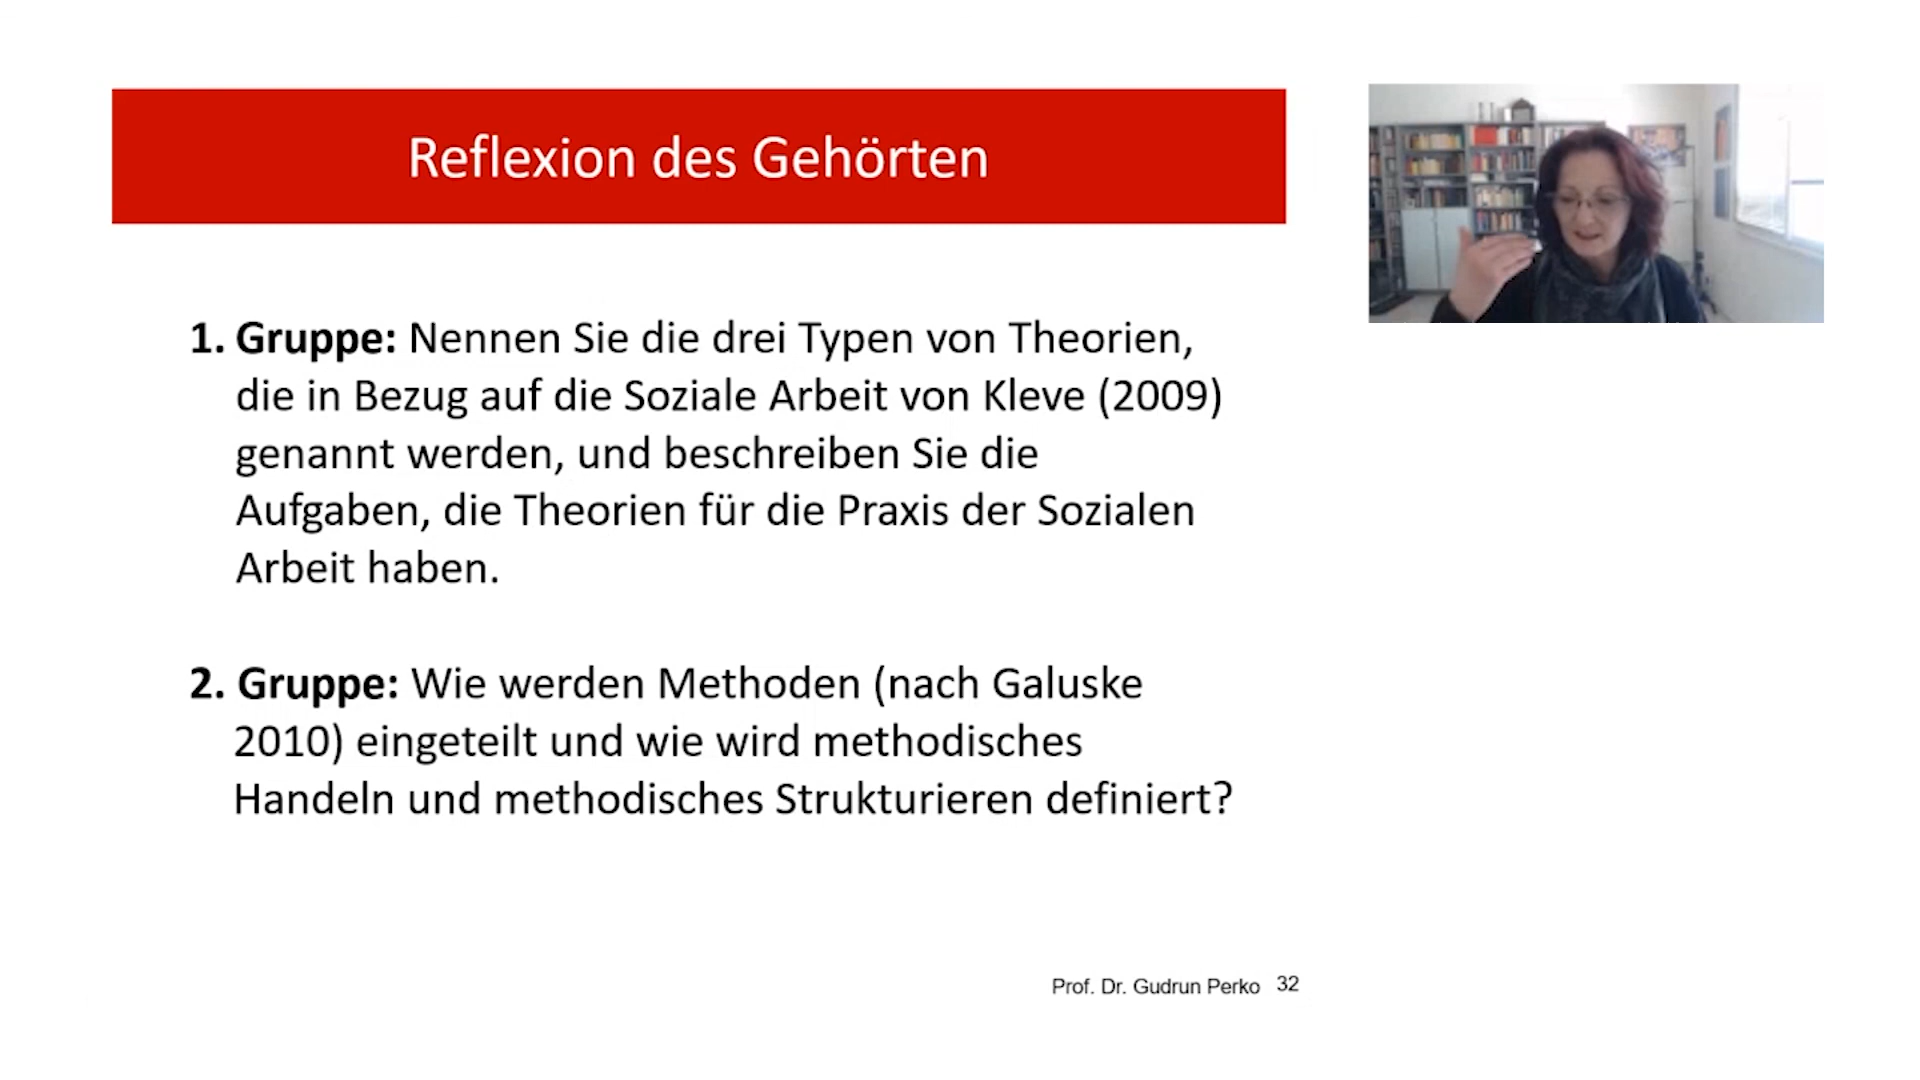 Reflexion des Gehörten
1. Gruppe: Nennen Sie die drei Typen von Theorien,
die in Bezug auf die Soziale Arbeit von Kleve (2009)
genannt werden, und beschreiben Sie die
Aufgaben, die Theorien für die Praxis der Sozialen
Arbeit haben.
2. Gruppe: Wie werden Methoden (nach Galuske
2010) eingeteilt und wie wird methodisches
Handeln und methodisches Strukturieren definiert?
Prof. Dr. Gudrun Perko 32